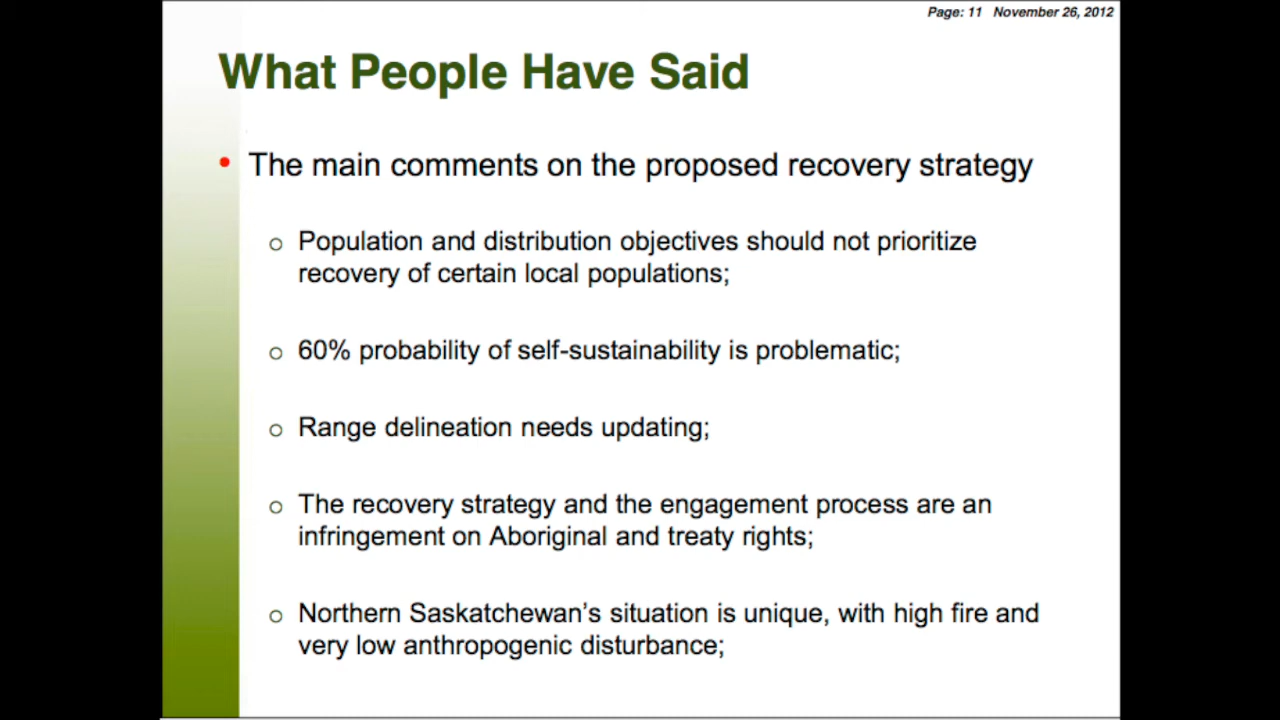 Page: 11 November 26, 2012
What People Have Said
• The main comments on the proposed recovery strategy
o Population and distribution objectives should not prioritize
recovery of certain local populations;
o 60% probability of self-sustainability is problematic;
o Range delineation needs updating;
o The recovery strategy and the engagement process are an
infringement on Aboriginal and treaty rights;
o Northern Saskatchewan’s situation is unique, with high fire and
very low anthropogenic disturbance;